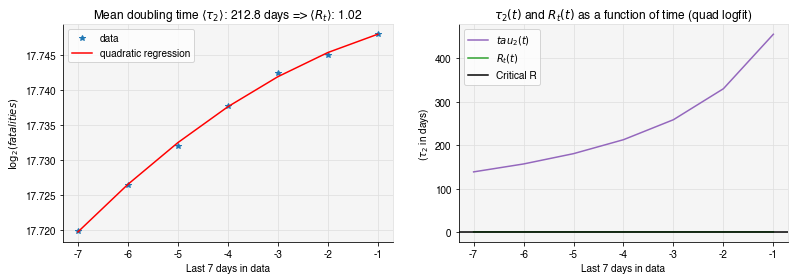 Mean doubling time ⟨τ₂⟩: 212.8 days => ⟨Rₜ⟩: 1.02
data
quadratic regression
log₂(fatalities)
17.745
17.740
17.735
17.730
17.725
17.720
-7 -6 -5 -4 -3 -2 -1
Last 7 days in data
τ₂(t) and Rₜ(t) as a function of time (quad logfit)
tau₂(t)
Rₜ(t)
Critical R
(τ₂ in days)
400
300
200
100
0
-7 -6 -5 -4 -3 -2 -1
Last 7 days in data